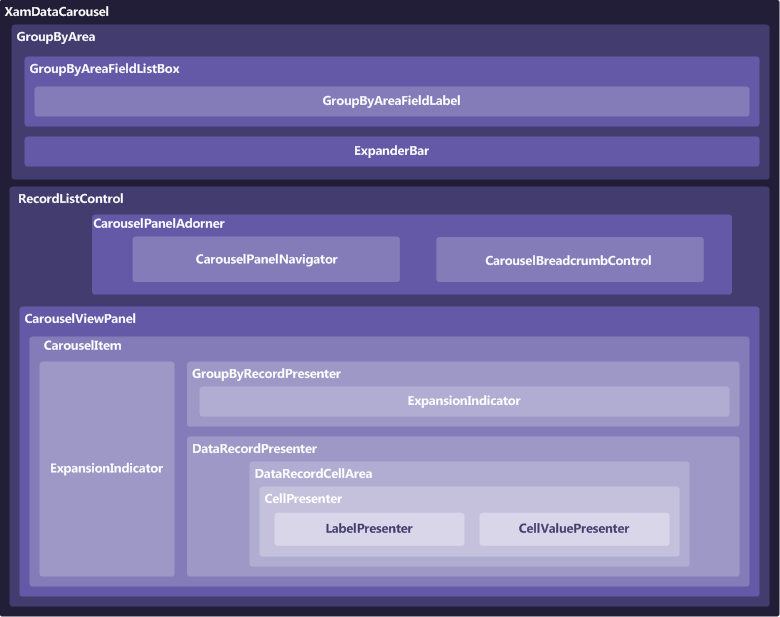 XamDataCarousel
GroupByArea
GroupByAreaFieldListBox
GroupByAreaFieldLabel
ExpanderBar
RecordListControl
CarouselPanelAdorner
CarouselPanelNavigator
CarouselBreadcrumbControl
CarouselViewPanel
CarouselItem
ExpansionIndicator
GroupByRecordPresenter
ExpansionIndicator
DataRecordPresenter
DataRecordCellArea
CellPresenter
LabelPresenter
CellValuePresenter